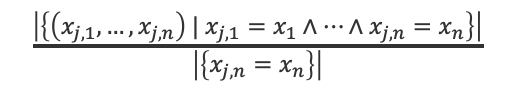 |{(x_{j,1}, ..., x_{j,n}) | x_{j,1} = x_1 ∧ ⋯ ∧ x_{j,n} = x_n}|
|{x_{j,n} = x_n}|